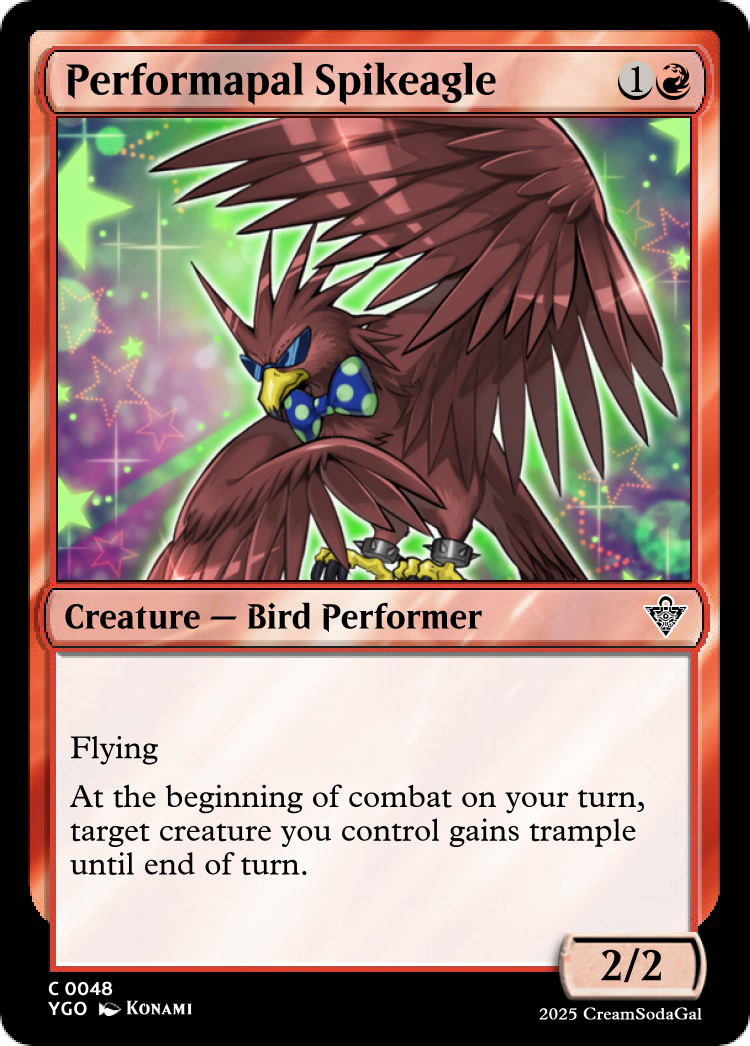 Performapal Spikeagle 1
Creature — Bird Performer
Flying
At the beginning of combat on your turn,
target creature you control gains trample
until end of turn.
2/2
C 0048
YGO KONAMI
2025 CreamSodaGal